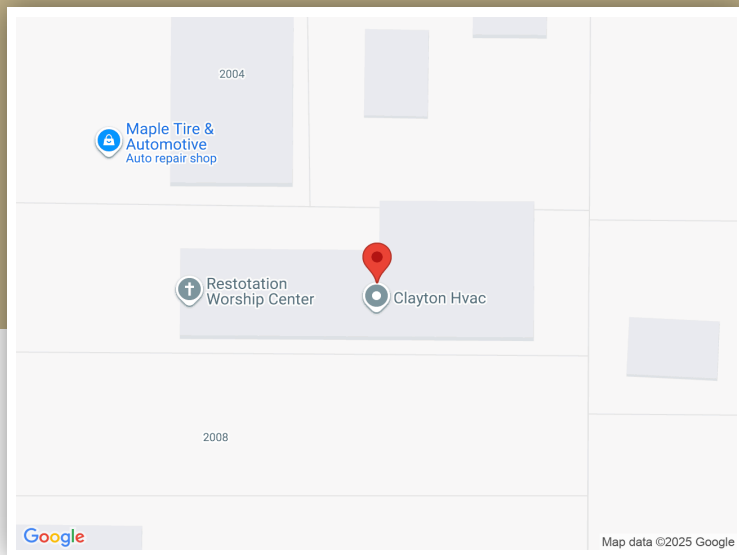 2004
Maple Tire &
Automotive
Auto repair shop
Restotation
Worship Center
Clayton Hvac
2008
Google
Map data ©2025 Google